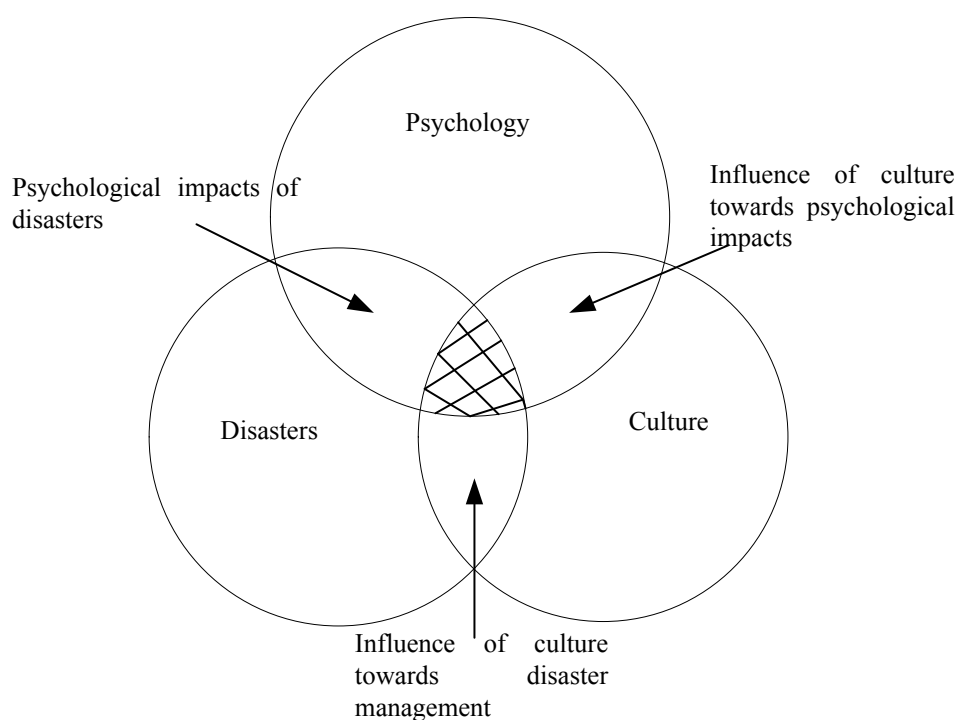 Psychology
Psychological impacts of
disasters
Influence of culture
towards psychological
impacts
Disasters
Culture
Influence of culture
towards disaster
management